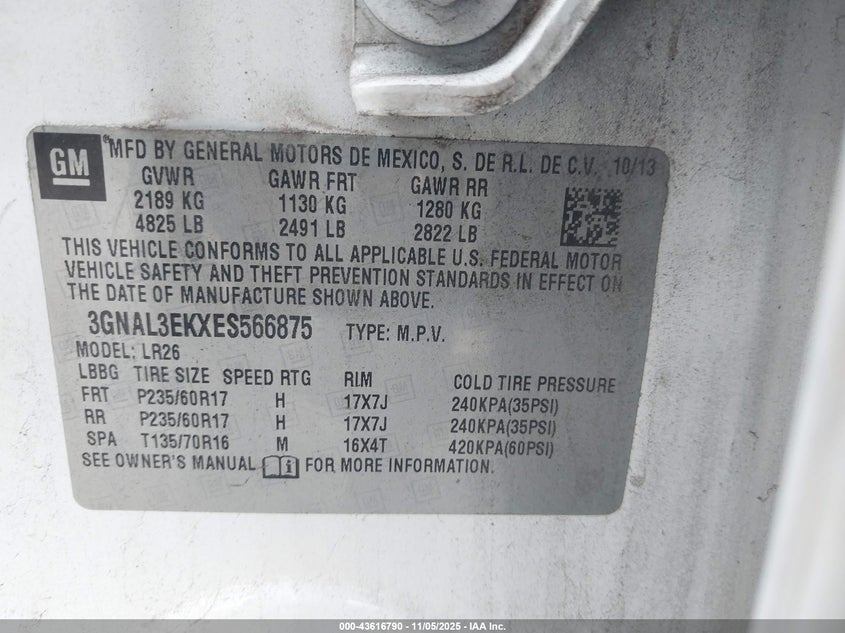 GM
®MFD BY GENERAL MOTORS DE MEXICO, S. DE R.L. DE C.V. 10/13
GVWR GAWR FRT GAWR RR
2189 KG 1130 KG 1280 KG
4825 LB 2491 LB 2822 LB
THIS VEHICLE CONFORMS TO ALL APPLICABLE U.S. FEDERAL MOTOR
VEHICLE SAFETY AND THEFT PREVENTION STANDARDS IN EFFECT ON
THE DATE OF MANUFACTURE SHOWN ABOVE.
3GNAL3EKXES566875 TYPE: M.P.V.
MODEL: LR26
LBBG TIRE SIZE SPEED RTG RIM COLD TIRE PRESSURE
FRT P235/60R17 H 17X7J 240KPA(35PSI)
RR P235/60R17 H 17X7J 240KPA(35PSI)
SPA T135/70R16 M 16X4T 420KPA(60PSI)
SEE OWNER'S MANUAL i FOR MORE INFORMATION.
000-43616790 - 11/05/2025 - IAA Inc.